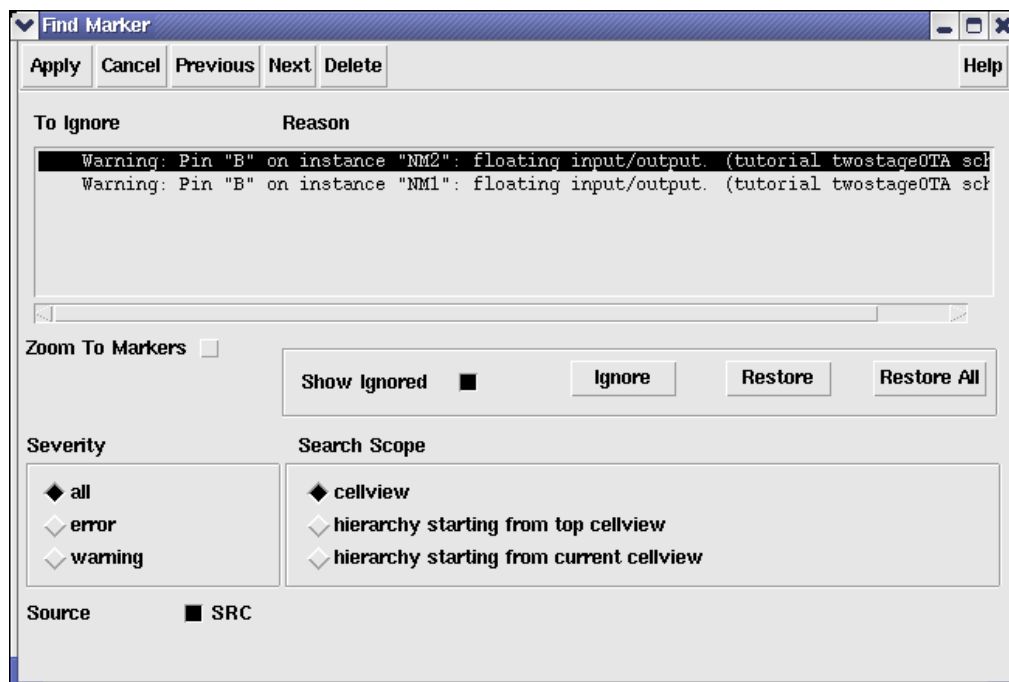 Find Marker
Apply Cancel Previous Next Delete Help
To Ignore Reason
Warning: Pin "B" on instance "NM2": floating input/output. (tutorial twostageOTA sch
Warning: Pin "B" on instance "NM1": floating input/output. (tutorial twostageOTA sch
Zoom To Markers
Show Ignored Ignore Restore Restore All
Severity Search Scope
all cellview
error hierarchy starting from top cellview
warning hierarchy starting from current cellview
Source SRC